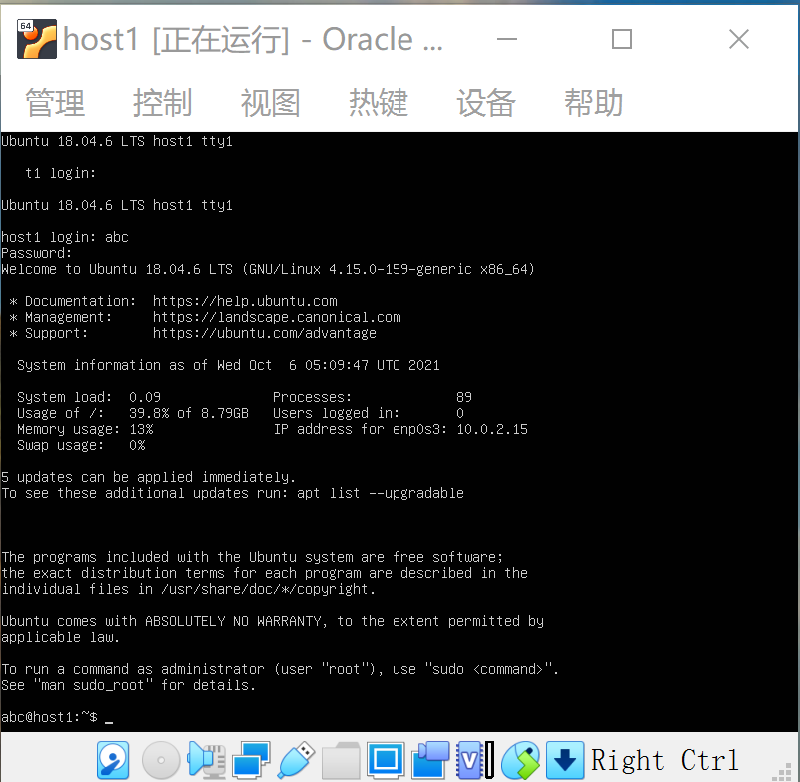 64
host1 [正在运行] - Oracle ...
管理 控制 视图 热键 设备 帮助
Ubuntu 18.04.6 LTS host1 tty1
t1 login:
Ubuntu 18.04.6 LTS host1 tty1
host1 login: abc
Password:
Welcome to Ubuntu 18.04.6 LTS (GNU/Linux 4.15.0-159-generic x86_64)
* Documentation: https://help.ubuntu.com
* Management: https://landscape.canonical.com
* Support: https://ubuntu.com/advantage
System information as of Wed Oct 6 05:09:47 UTC 2021
System load: 0.09 Processes: 89
Usage of /: 39.8% of 8.79GB Users logged in: 0
Memory usage: 13% IP address for enp0s3: 10.0.2.15
Swap usage: 0%
5 updates can be applied immediately.
To see these additional updates run: apt list --upgradable
The programs included with the Ubuntu system are free software;
the exact distribution terms for each program are described in the
individual files in /usr/share/doc/*/copyright.
Ubuntu comes with ABSOLUTELY NO WARRANTY, to the extent permitted by
applicable law.
To run a command as administrator (user "root"), use "sudo <command>".
See "man sudo_root" for details.
abc@host1:~$ _
V Right Ctrl